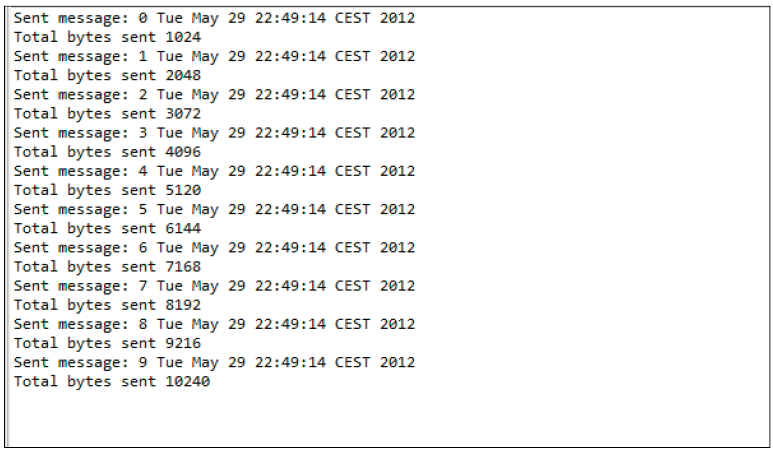 Sent message: 0 Tue May 29 22:49:14 CEST 2012
Total bytes sent 1024
Sent message: 1 Tue May 29 22:49:14 CEST 2012
Total bytes sent 2048
Sent message: 2 Tue May 29 22:49:14 CEST 2012
Total bytes sent 3072
Sent message: 3 Tue May 29 22:49:14 CEST 2012
Total bytes sent 4096
Sent message: 4 Tue May 29 22:49:14 CEST 2012
Total bytes sent 5120
Sent message: 5 Tue May 29 22:49:14 CEST 2012
Total bytes sent 6144
Sent message: 6 Tue May 29 22:49:14 CEST 2012
Total bytes sent 7168
Sent message: 7 Tue May 29 22:49:14 CEST 2012
Total bytes sent 8192
Sent message: 8 Tue May 29 22:49:14 CEST 2012
Total bytes sent 9216
Sent message: 9 Tue May 29 22:49:14 CEST 2012
Total bytes sent 10240